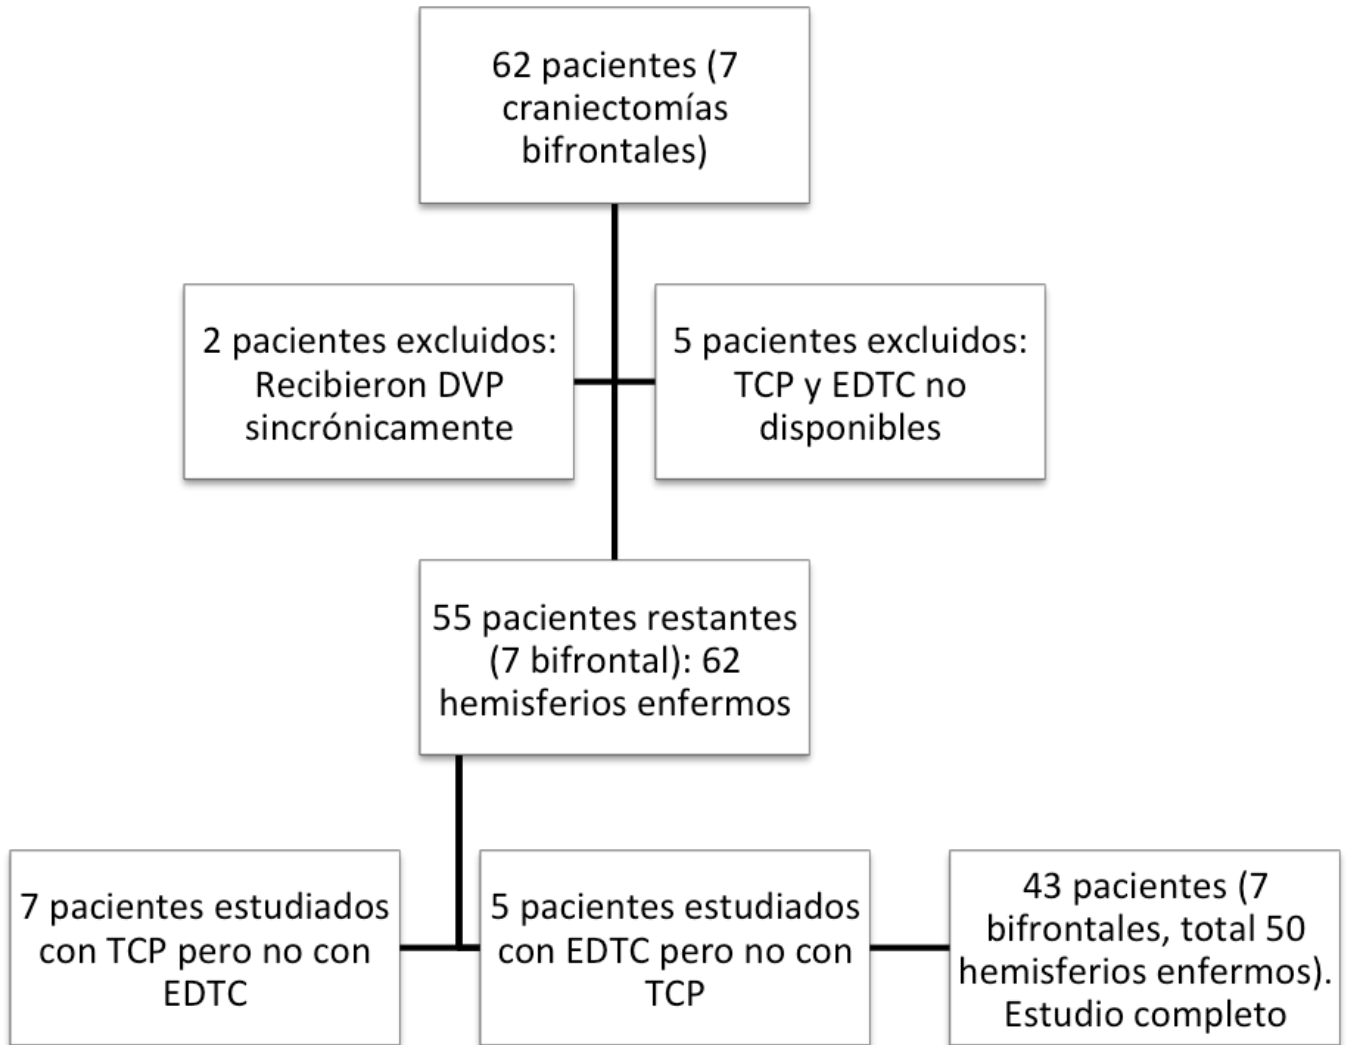 62 pacientes (7
craniectomías
bifrontales)
2 pacientes excluidos:
Recibieron DVP
sincrónicamente
5 pacientes excluidos:
TCP y EDTC no
disponibles
55 pacientes restantes
(7 bifrontal): 62
hemisferios enfermos
7 pacientes estudiados
con TCP pero no con
EDTC
5 pacientes estudiados
con EDTC pero no con
TCP
43 pacientes (7
bifrontales, total 50
hemisferios enfermos).
Estudio completo